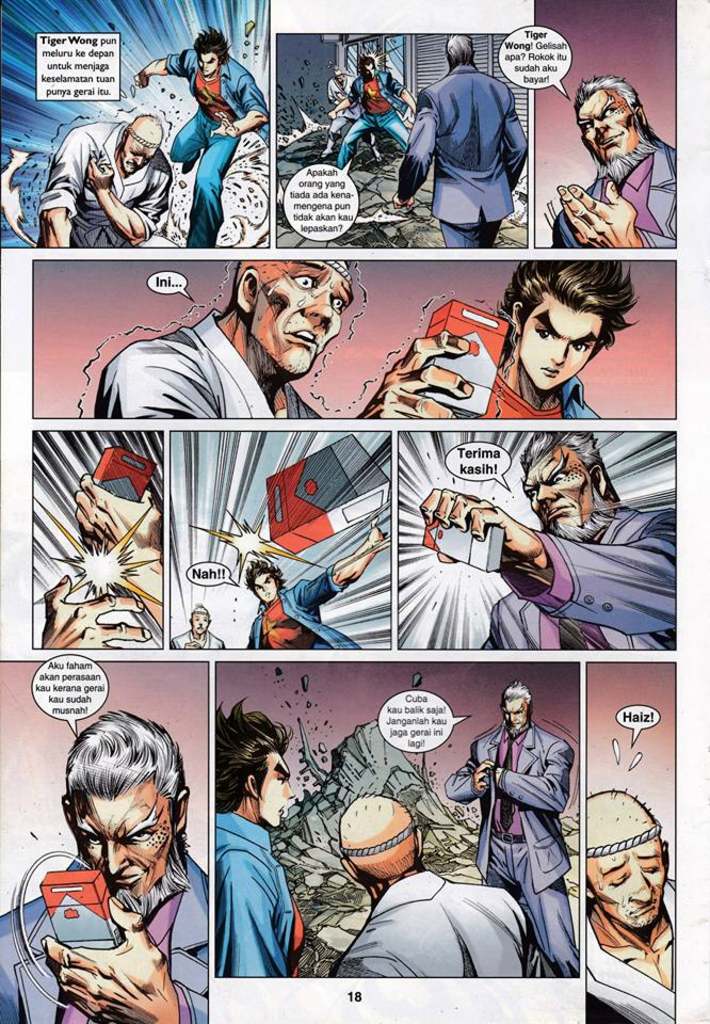 Tiger Wong pun
meluru ke depan
untuk menjaga
keselamatan tuan
punya gerai itu.
Apakah
orang yang
tiada ada kena-
mengena pun
tidak akan kau
lepaskan?
Tiger
Wong! Gelisah
apa? Rokok itu
sudah aku
bayar!
Ini...
Nah!!
Terima
kasih!
Aku faham
akan perasaan
kau kerana gerai
kau sudah
musnah!
Cuba
kau balik saja!
Janganlah kau
jaga gerai ini
lagi!
Haiz!
18